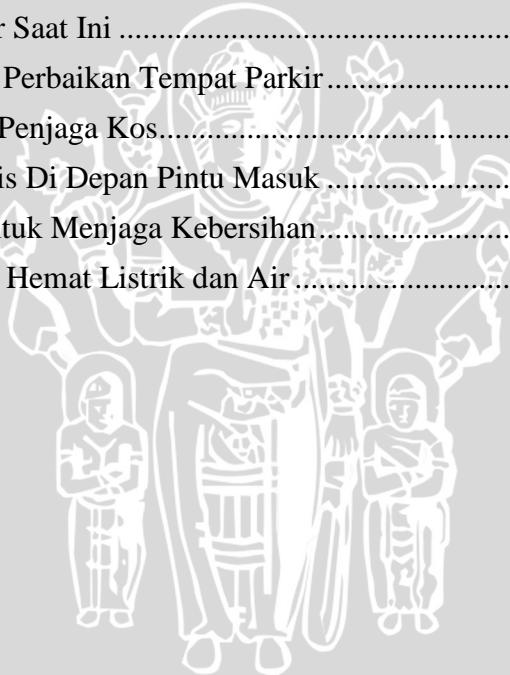 r Saat Ini ..........................................
Perbaikan Tempat Parkir ......................
Penjaga Kos..........................................
is Di Depan Pintu Masuk ......................
tuk Menjaga Kebersihan.......................
Hemat Listrik dan Air ..........................